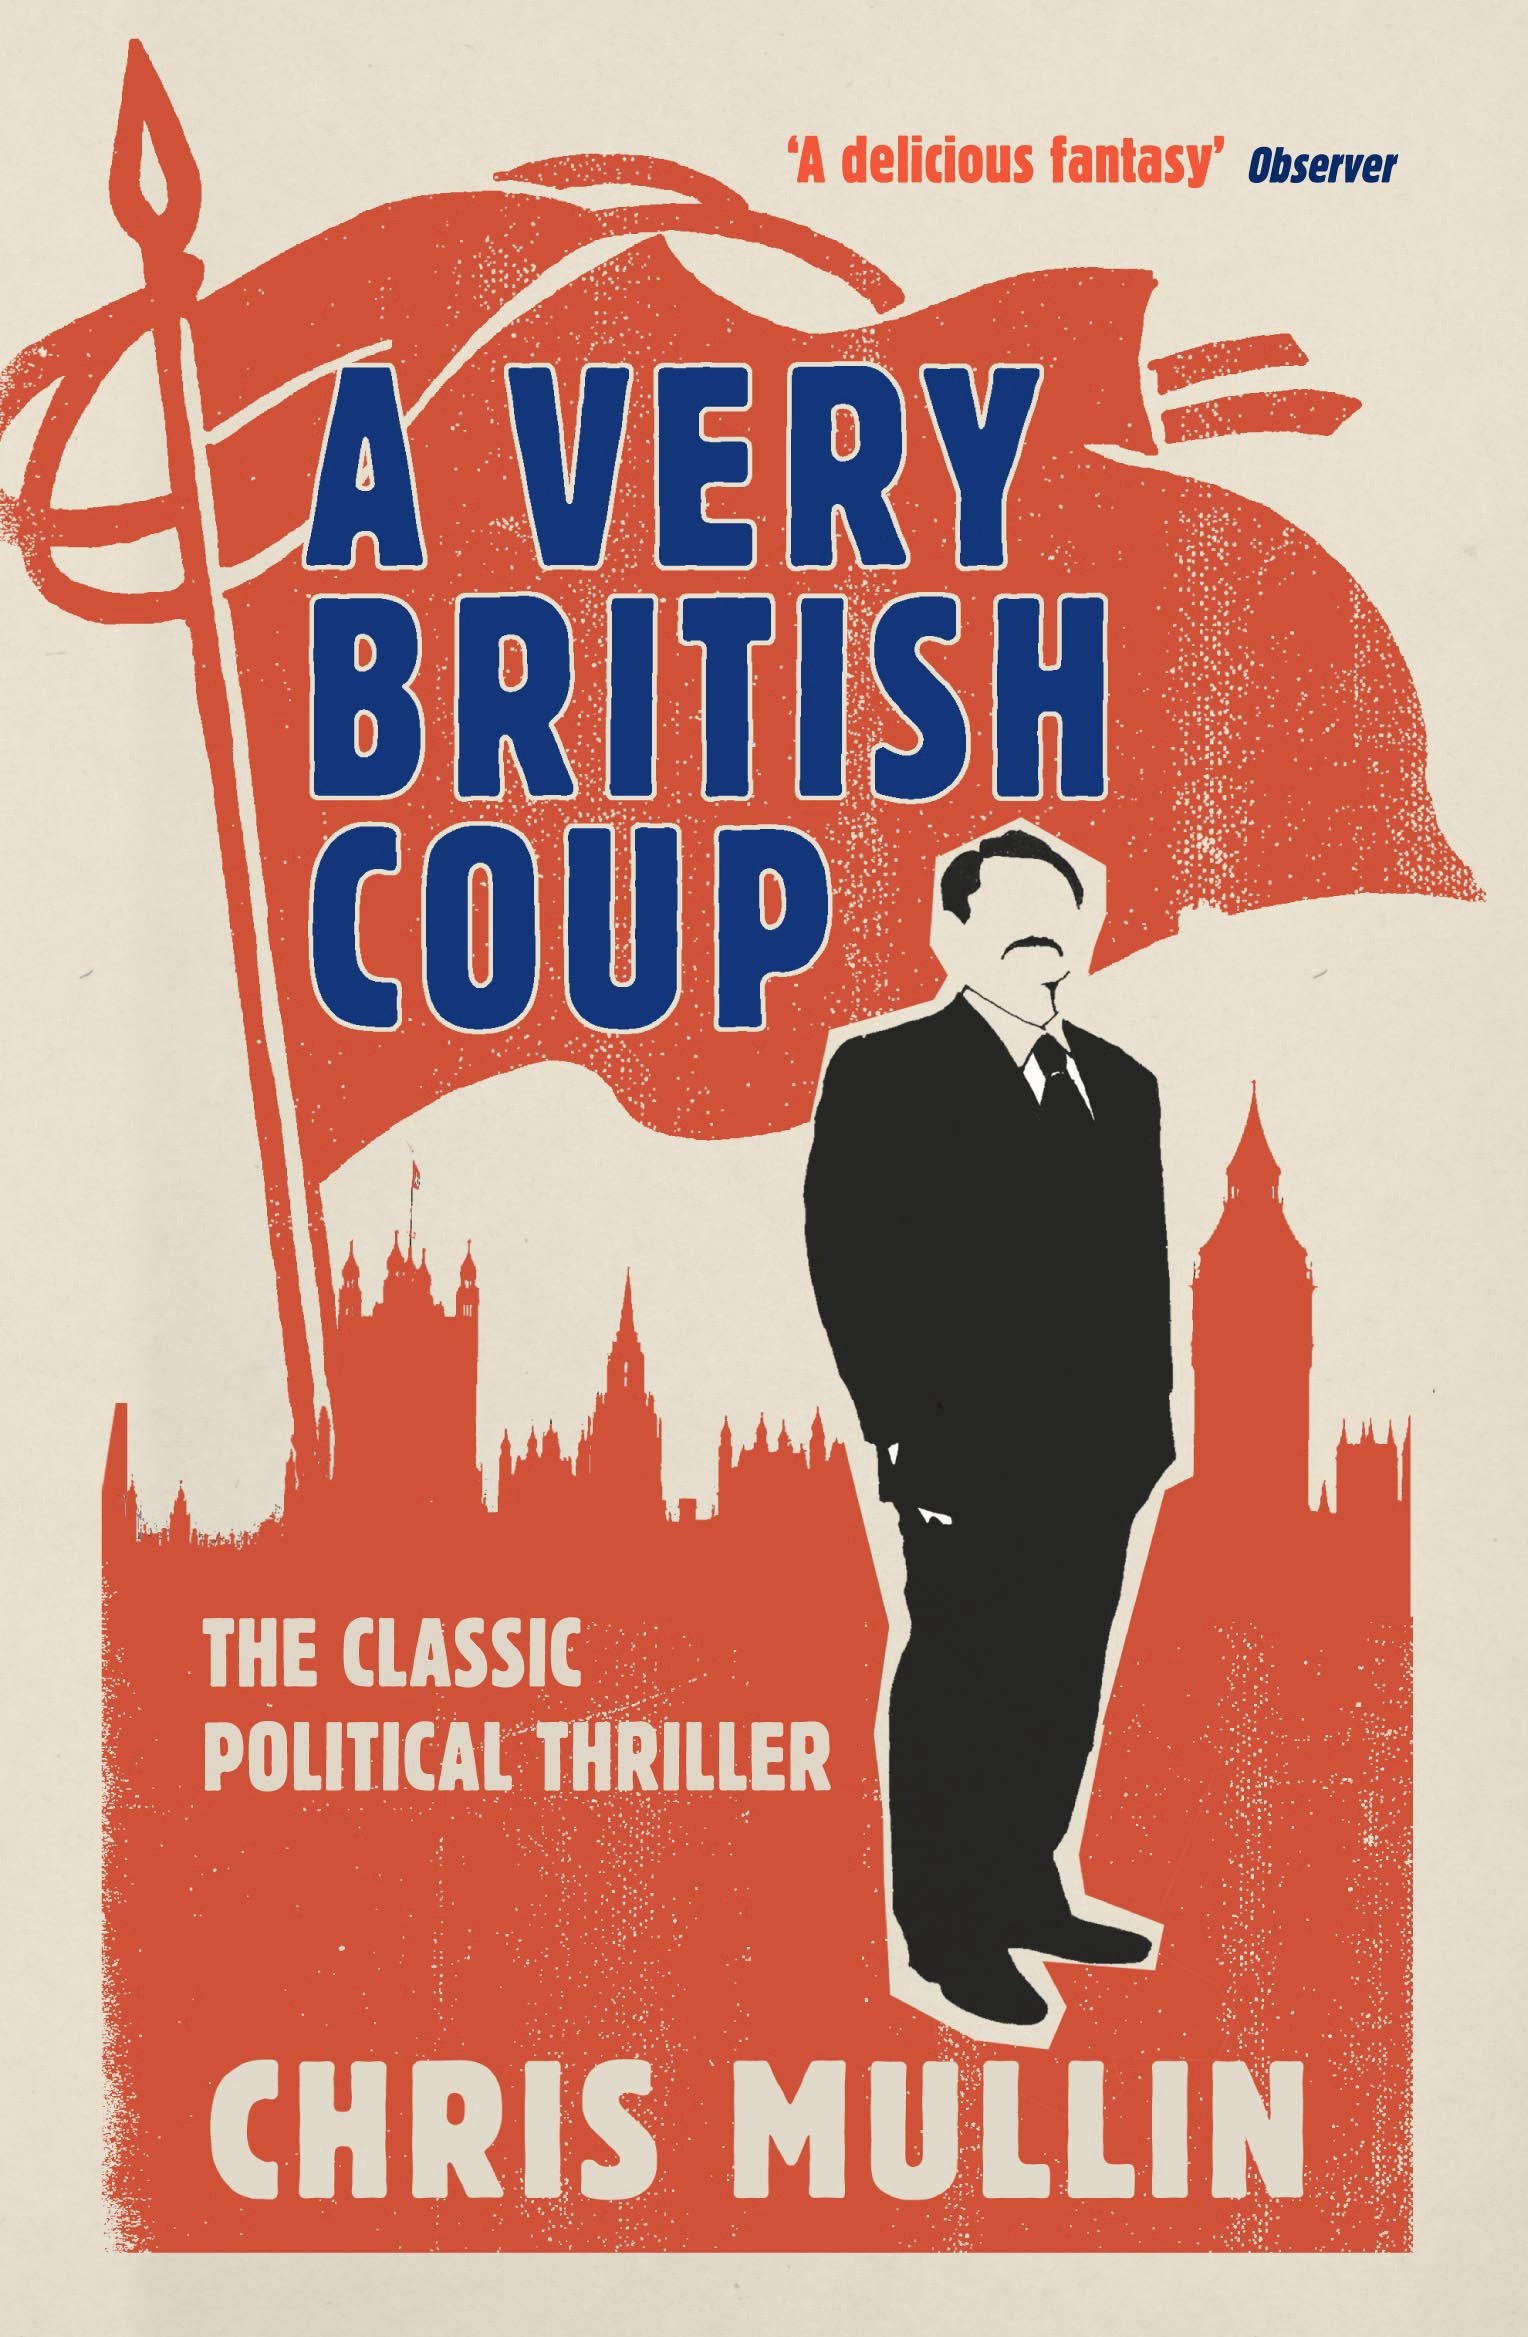 ‘A delicious fantasy’ Observer
A VERY
BRITISH
COUP
THE CLASSIC
POLITICAL THRILLER
CHRIS MULLIN